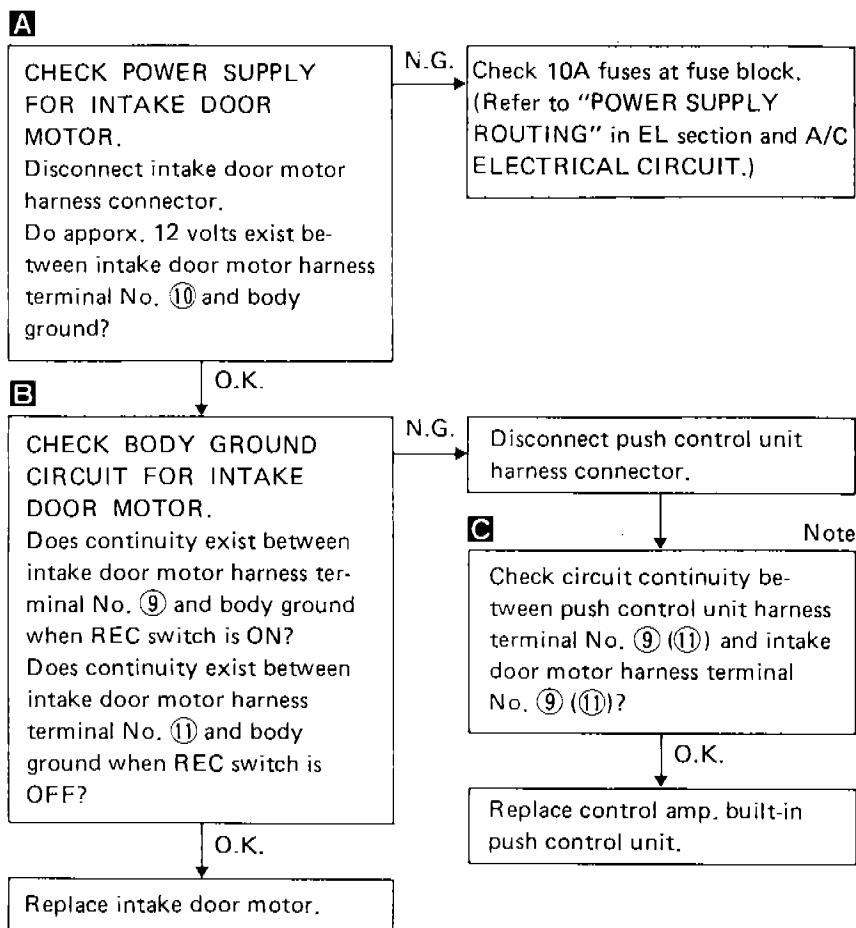 A
CHECK POWER SUPPLY
FOR INTAKE DOOR
MOTOR.
Disconnect intake door motor
harness connector.
Do apporx. 12 volts exist be-
tween intake door motor harness
terminal No. ⑩ and body
ground?
N.G.
Check 10A fuses at fuse block.
(Refer to "POWER SUPPLY
ROUTING" in EL section and A/C
ELECTRICAL CIRCUIT.)
O.K.
B
CHECK BODY GROUND
CIRCUIT FOR INTAKE
DOOR MOTOR.
Does continuity exist between
intake door motor harness ter-
minal No. ⑨ and body ground
when REC switch is ON?
Does continuity exist between
intake door motor harness
terminal No. ⑪ and body
ground when REC switch is
OFF?
N.G.
Disconnect push control unit
harness connector.
C
Note
Check circuit continuity be-
tween push control unit harness
terminal No. ⑨ (⑪) and intake
door motor harness terminal
No. ⑨ (⑪)?
O.K.
Replace control amp. built-in
push control unit.
O.K.
Replace intake door motor.